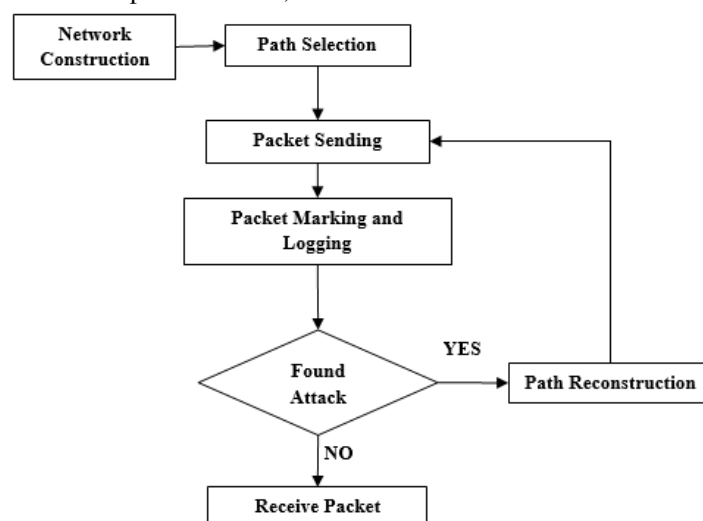 Network
Construction
Path Selection
Packet Sending
Packet Marking and
Logging
YES
Found
Attack
Path Reconstruction
NO
Receive Packet